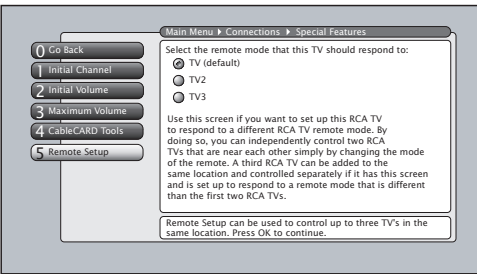 Main Menu ▶ Connections ▶ Special Features
0 Go Back
1 Initial Channel
2 Initial Volume
3 Maximum Volume
4 CableCARD Tools
5 Remote Setup
Select the remote mode that this TV should respond to:
TV (default)
TV2
TV3
Use this screen if you want to set up this RCA TV
to respond to a different RCA TV remote mode. By
doing so, you can independently control two RCA
TVs that are near each other simply by changing the mode
of the remote. A third RCA TV can be added to the
same location and controlled separately if it has this screen
and is set up to respond to a remote mode that is different
than the first two RCA TVs.
Remote Setup can be used to control up to three TV's in the
same location. Press OK to continue.